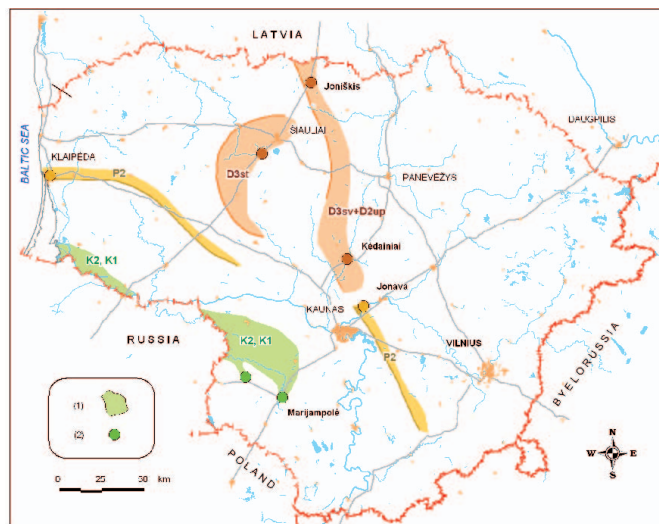 LATVIA
Joniškis
ŠIAULIAI
DAUGPILIS
BALTIC SEA
KLAIPĖDA
P2
D3st
PANEVĖŽYS
D3sv+D2up
Kėdainiai
K2, K1
Jonava
KAUNAS
RUSSIA
K2, K1
P2
VILNIUS
BYELORUSSIA
(1)
(2)
Marijampolė
POLAND
N
W E
S
0 25 30 km